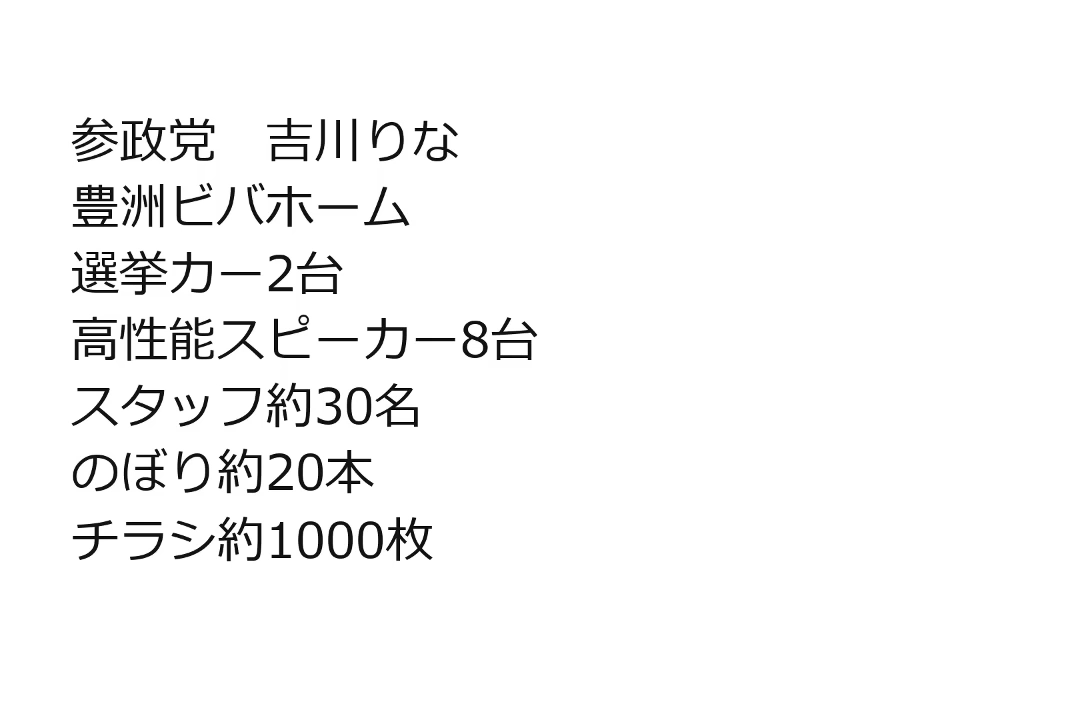 参政党　吉川りな
豊洲ビバホーム
選挙カー2台
高性能スピーカー8台
スタッフ約30名
のぼり約20本
チラシ約1000枚